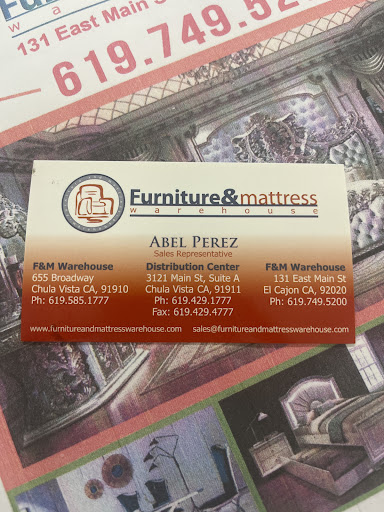 131 East Main S
619.749.52
Furniture&mattress
warehouse
ABEL PEREZ
Sales Representative
F&M Warehouse
655 Broadway
Chula Vista CA, 91910
Ph: 619.585.1777
Distribution Center
3121 Main St, Suite A
Chula Vista CA, 91911
Ph: 619.429.1777
Fax: 619.429.4777
F&M Warehouse
131 East Main St
El Cajon CA, 92020
Ph: 619.749.5200
www.furnitureandmattresswarehouse.com
sales@furnitureandmattresswarehouse.com